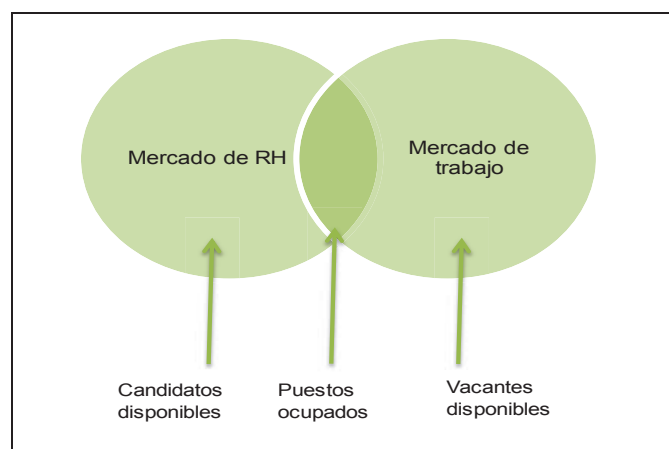 Mercado de RH
Mercado de
trabajo
Candidatos
disponibles
Puestos
ocupados
Vacantes
disponibles